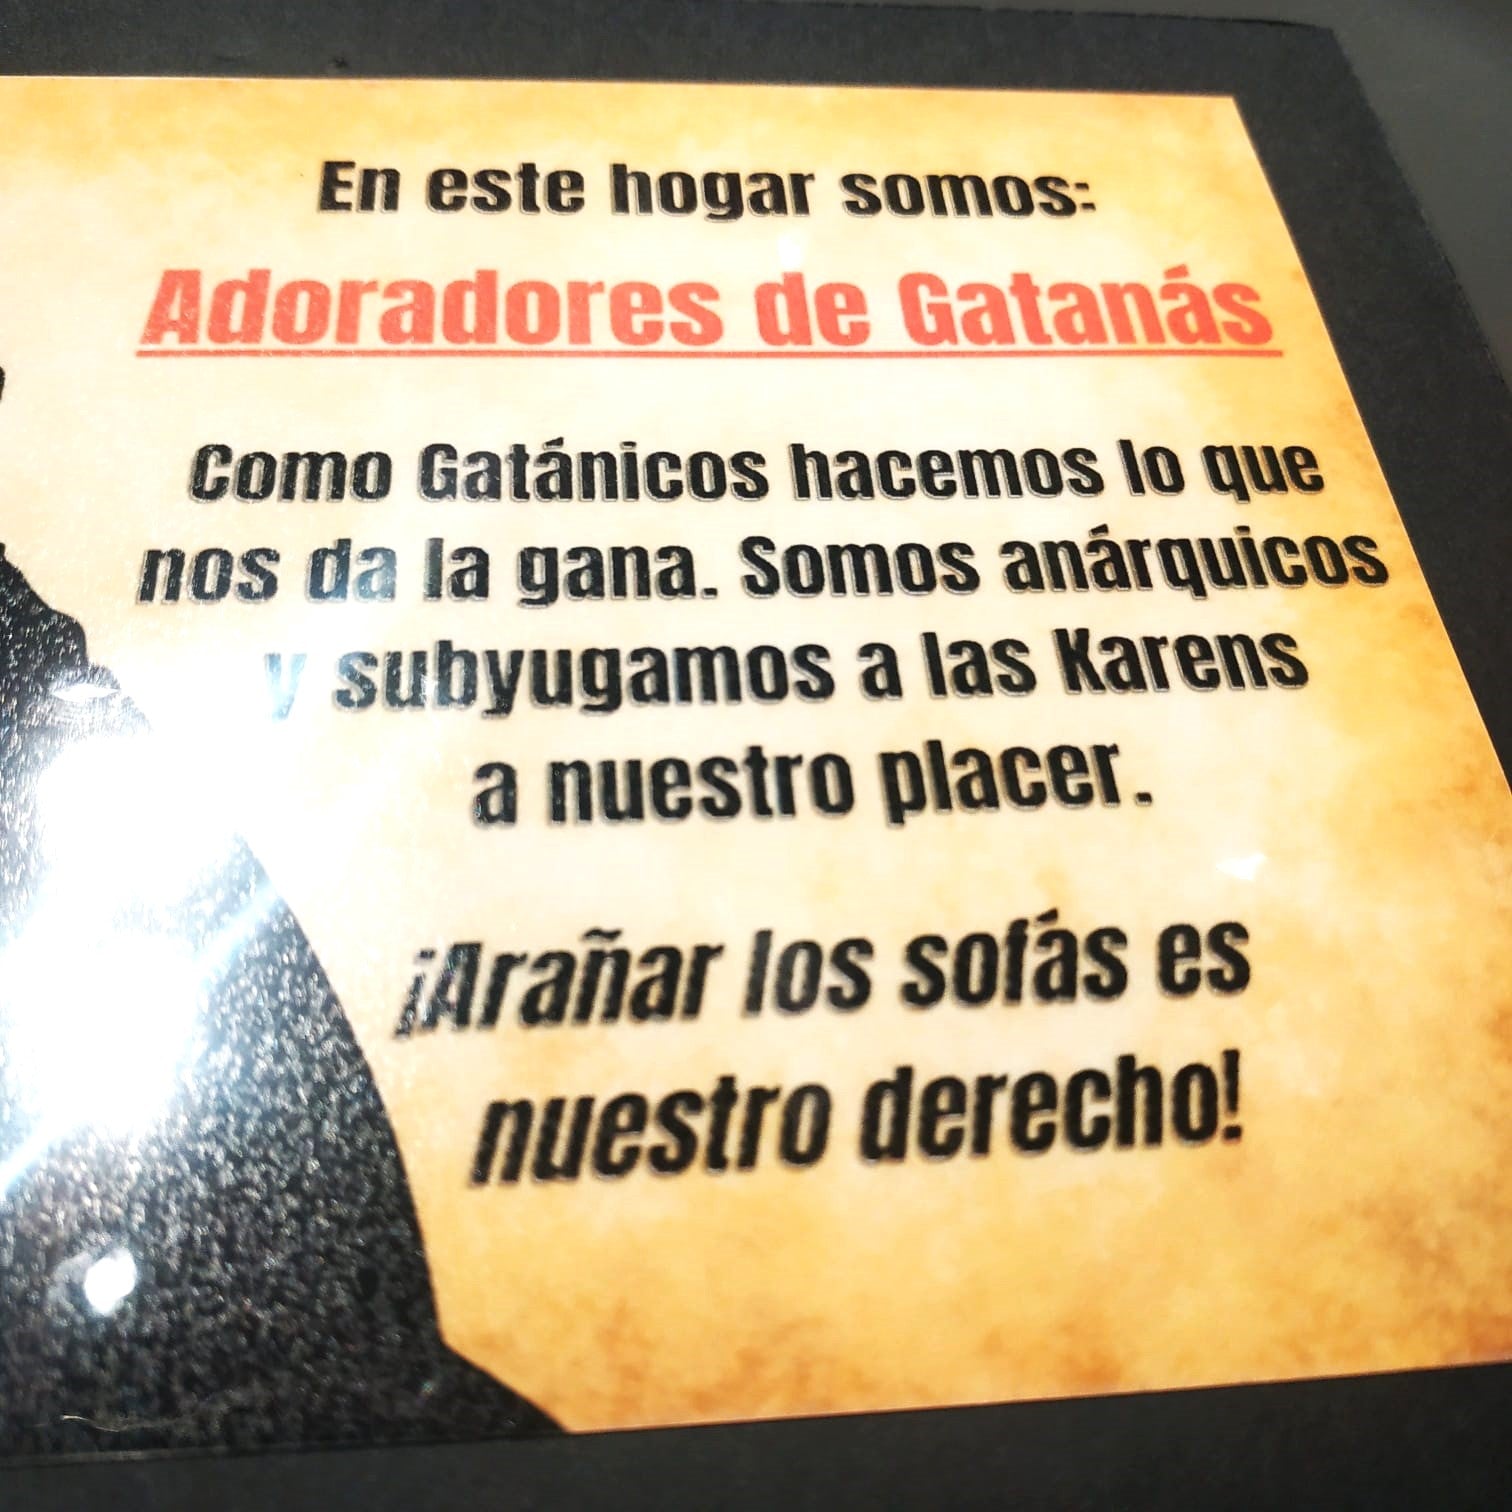 En este hogar somos:
Adoradores de Gatanás
Como Gatánicos hacemos lo que
nos da la gana. Somos anárquicos
y subyugamos a las Karens
a nuestro placer.
¡Arañar los sofás es
nuestro derecho!